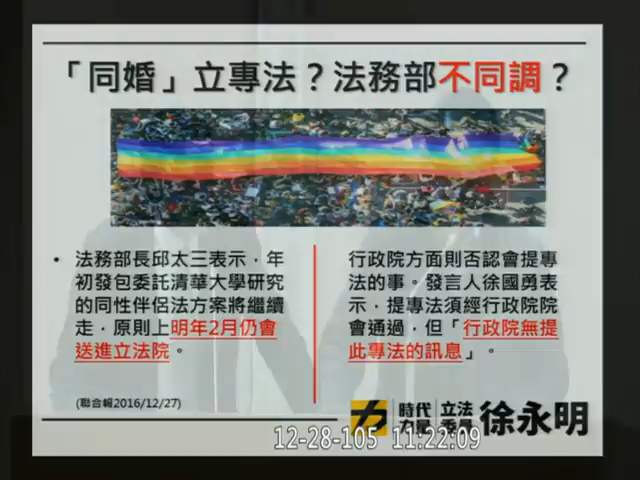 「同婚」立專法？法務部不同調？
• 法務部長邱太三表示，年
初發包委託清華大學研究
的同性伴侶法方案將繼續
走，原則上明年2月仍會
送進立法院。
(聯合報2016/12/27)
行政院方面則否認會提專
法的事。發言人徐國勇表
示，提專法須經行政院院
會通過，但「行政院無提
此專法的訊息」。
時代
力量
立法
委員
徐永明
12-28-105 11:22:09